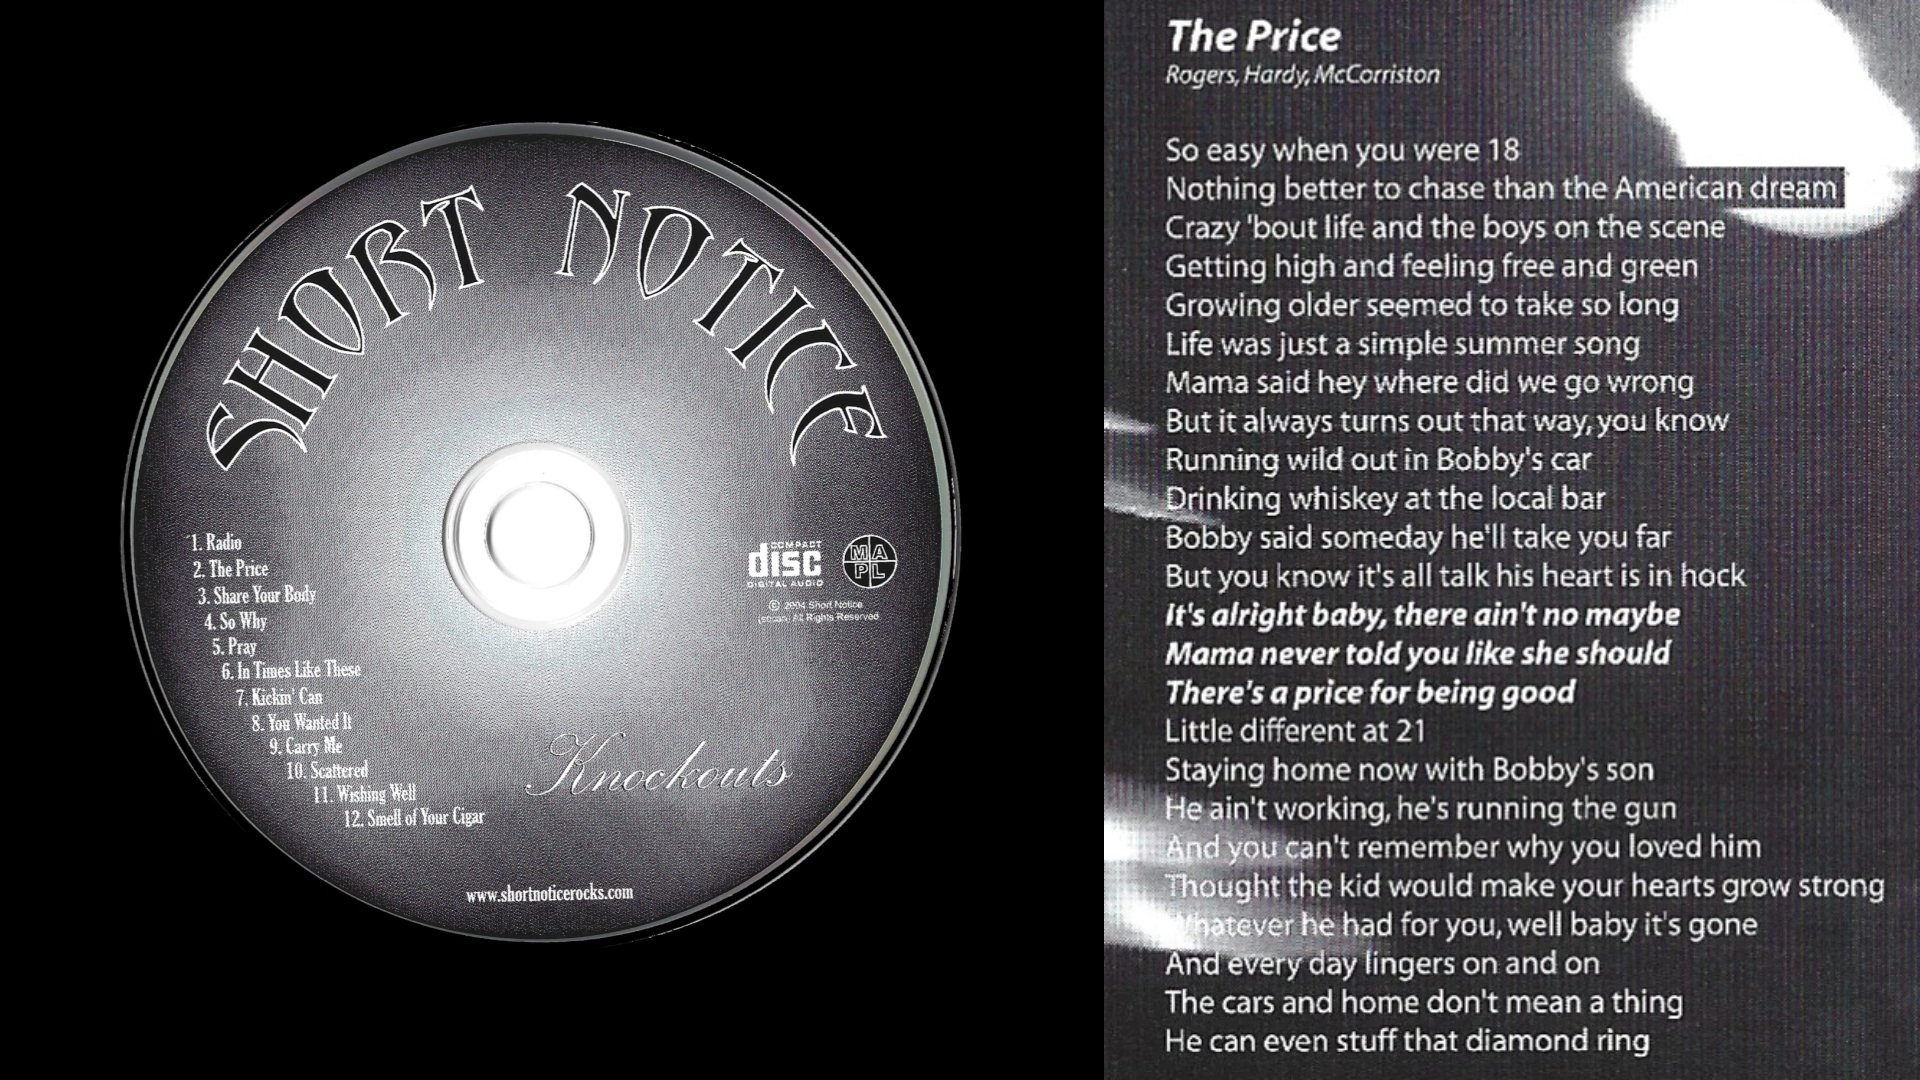 SHORT NOTICE
1. Radio
2. The Price
3. Share Your Body
4. So Why
5. Pray
6. In Times Like These
7. Kickin' Can
8. You Wanted It
9. Carry Me
10. Scattered
11. Wishing Well
12. Smell of Your Cigar
COMPACT
disc
DIGITAL AUDIO
MA
PL
© 2004 Short Notice
(socan) All Rights Reserved
Knockouts
www.shortnoticerocks.com
The Price
Rogers, Hardy, McCorriston
So easy when you were 18
Nothing better to chase than the American dream
Crazy 'bout life and the boys on the scene
Getting high and feeling free and green
Growing older seemed to take so long
Life was just a simple summer song
Mama said hey where did we go wrong
But it always turns out that way, you know
Running wild out in Bobby's car
Drinking whiskey at the local bar
Bobby said someday he'll take you far
But you know it's all talk his heart is in hock
It's alright baby, there ain't no maybe
Mama never told you like she should
There's a price for being good
Little different at 21
Staying home now with Bobby's son
He ain't working, he's running the gun
And you can't remember why you loved him
Thought the kid would make your hearts grow strong
Whatever he had for you, well baby it's gone
And every day lingers on and on
The cars and home don't mean a thing
He can even stuff that diamond ring